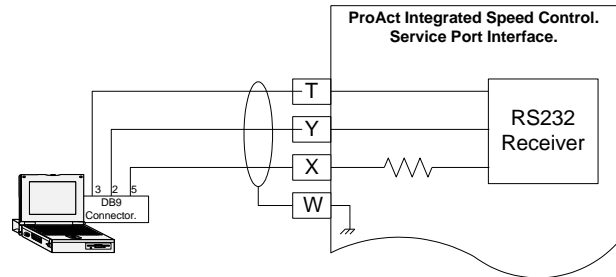 ProAct Integrated Speed Control.
Service Port Interface.
T
Y
X
W
RS232
Receiver
3 2 5
DB9
Connector.